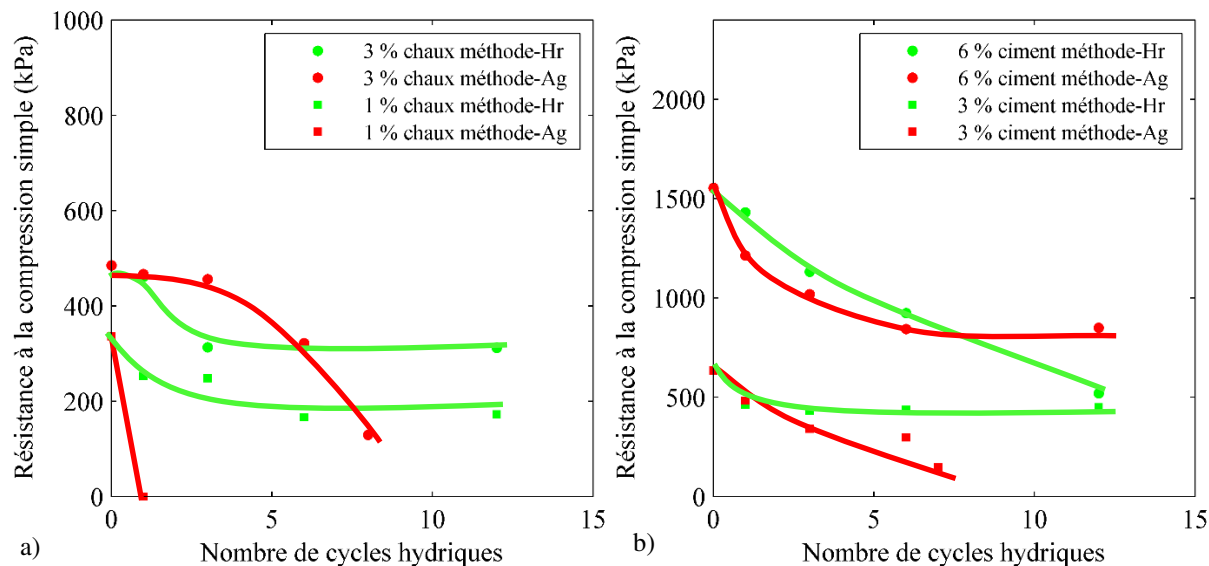 1000
800
600
400
200
0
0
5
10
15
Résistance à la compression simple (kPa)
Nombre de cycles hydriques
3 % chaux méthode-Hr
3 % chaux méthode-Ag
1 % chaux méthode-Hr
1 % chaux méthode-Ag
a)
2000
1500
1000
500
0
0
5
10
15
Résistance à la compression simple (kPa)
Nombre de cycles hydriques
6 % ciment méthode-Hr
6 % ciment méthode-Ag
3 % ciment méthode-Hr
3 % ciment méthode-Ag
b)